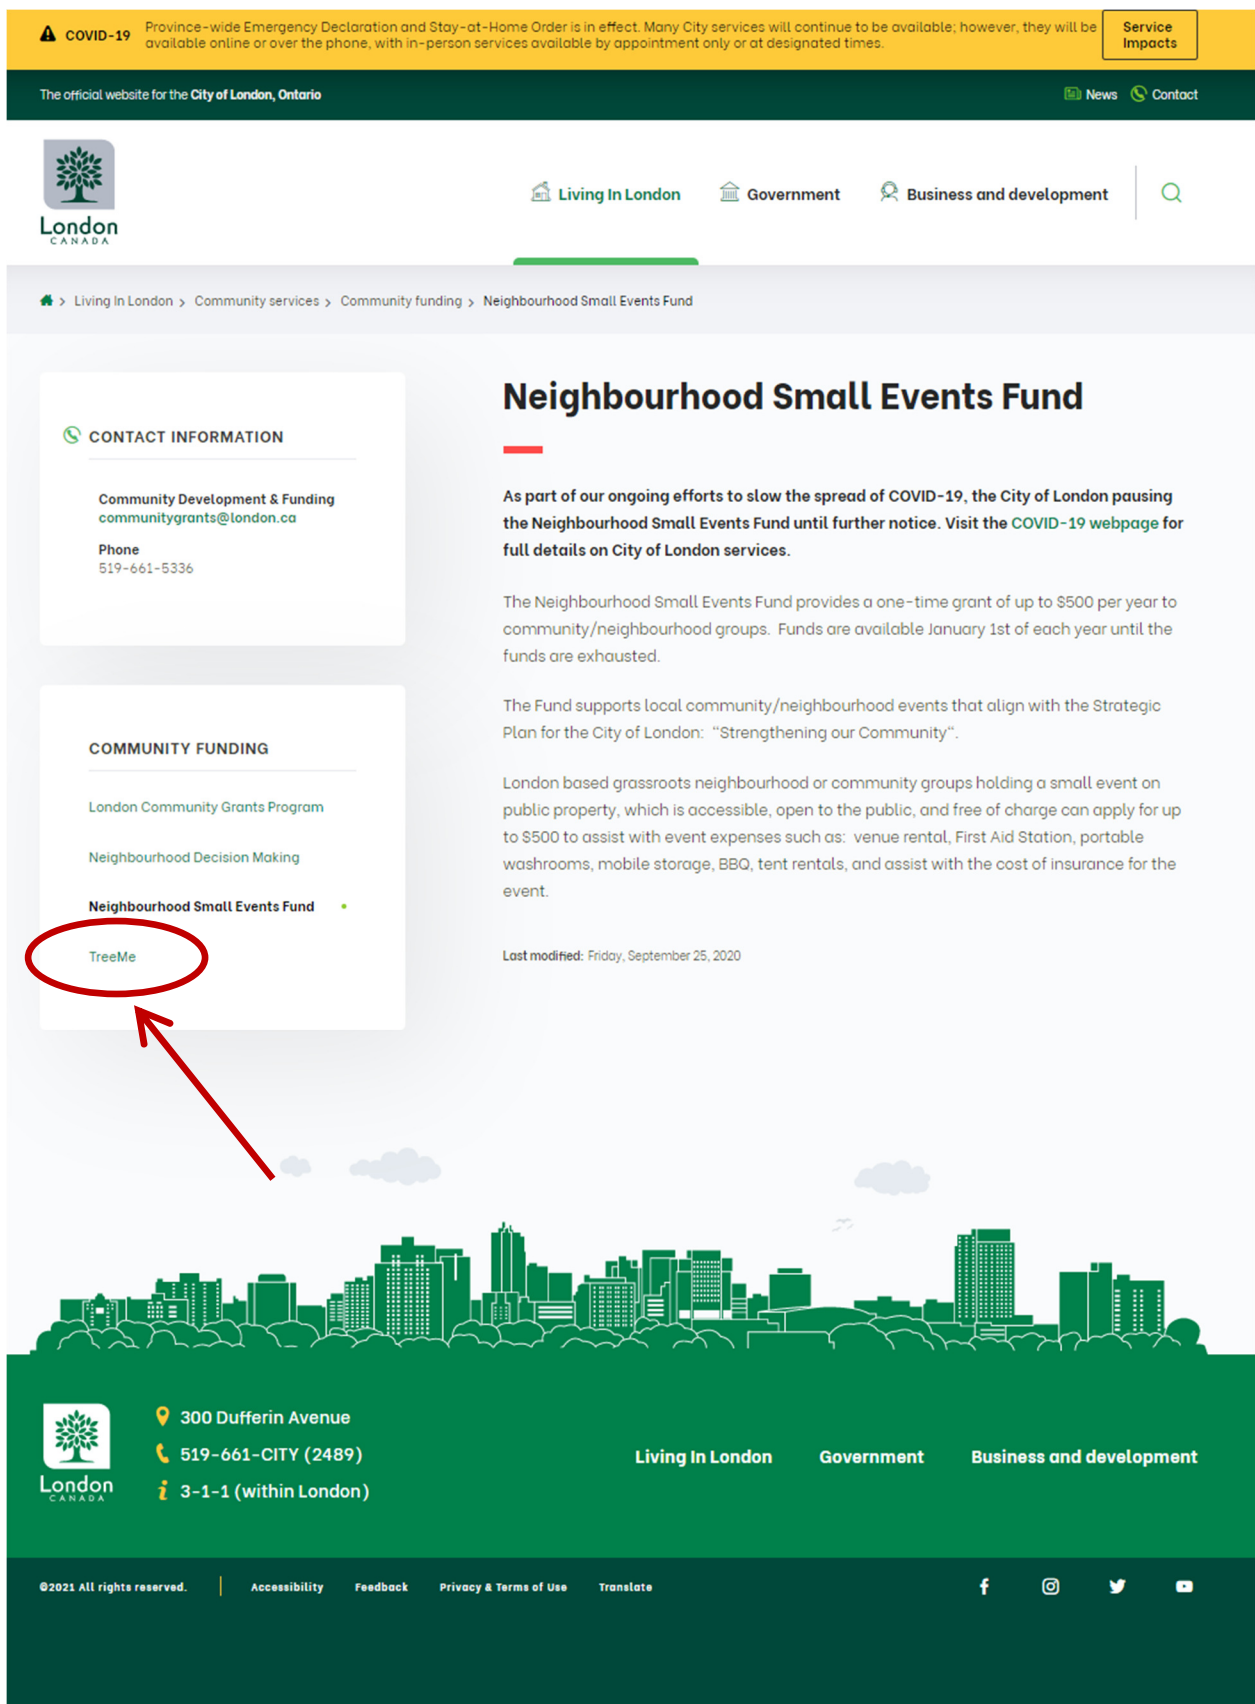 COVID-19
Province-wide Emergency Declaration and Stay-at-Home Order is in effect. Many City services will continue to be available; however, they will be
available online or over the phone, with in-person services available by appointment only or at designated times.
Service
Impacts
The official website for the City of London, Ontario
News
Contact
London
CANADA
Living In London
Government
Business and development
> Living In London > Community services > Community funding > Neighbourhood Small Events Fund
CONTACT INFORMATION
Community Development & Funding
communitygrants@london.ca
Phone
519-661-5336
COMMUNITY FUNDING
London Community Grants Program
Neighbourhood Decision Making
Neighbourhood Small Events Fund
TreeMe
Neighbourhood Small Events Fund
As part of our ongoing efforts to slow the spread of COVID-19, the City of London pausing
the Neighbourhood Small Events Fund until further notice. Visit the COVID-19 webpage for
full details on City of London services.
The Neighbourhood Small Events Fund provides a one-time grant of up to $500 per year to
community/neighbourhood groups. Funds are available January 1st of each year until the
funds are exhausted.
The Fund supports local community/neighbourhood events that align with the Strategic
Plan for the City of London: "Strengthening our Community".
London based grassroots neighbourhood or community groups holding a small event on
public property, which is accessible, open to the public, and free of charge can apply for up
to $500 to assist with event expenses such as: venue rental, First Aid Station, portable
washrooms, mobile storage, BBQ, tent rentals, and assist with the cost of insurance for the
event.
Last modified: Friday, September 25, 2020
London
CANADA
300 Dufferin Avenue
519-661-CITY (2489)
3-1-1 (within London)
Living In London
Government
Business and development
©2021 All rights reserved.
Accessibility
Feedback
Privacy & Terms of Use
Translate